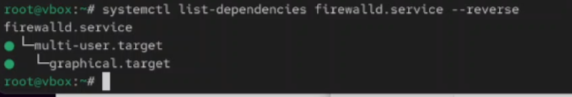 root@vbox:~# systemctl list-dependencies firewalld.service --reverse
firewalld.service
● └─multi-user.target
●   └─graphical.target
root@vbox:~#